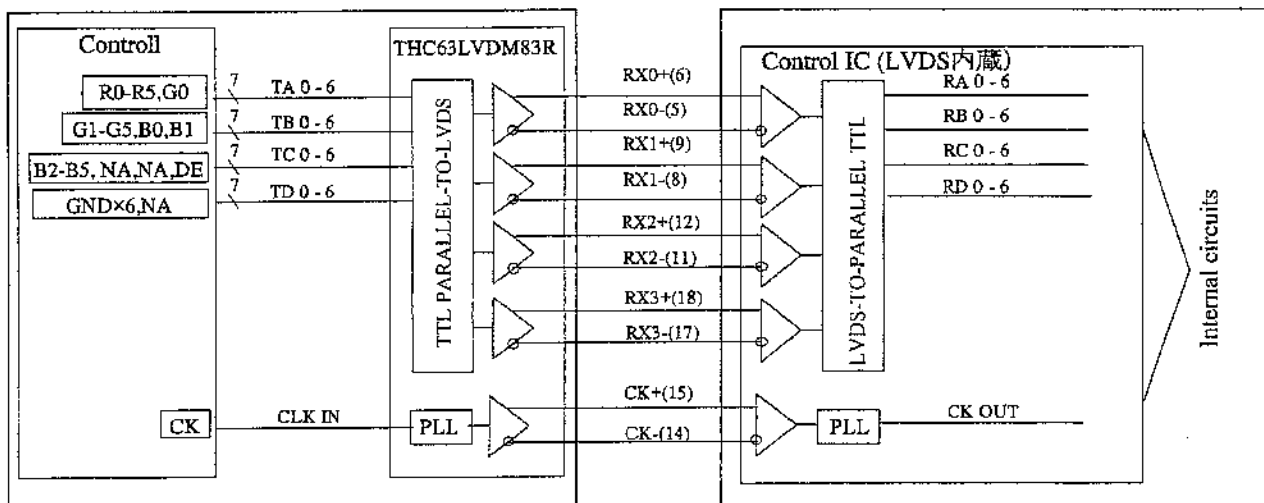 Controll
THC63LVDM83R
Control IC (LVDS内蔵)
R0-R5,G0
7
TA 0 - 6
RX0+(6)
RA 0 - 6
RX0-(5)
G1-G5,B0,B1
7
TB 0 - 6
RX1+(9)
RB 0 - 6
B2-B5, NA,NA,DE
7
TC 0 - 6
RX1-(8)
RC 0 - 6
GND×6,NA
7
TD 0 - 6
RX2+(12)
RD 0 - 6
RX2-(11)
RX3+(18)
RX3-(17)
TTL PARALEL-TO-LVDS
LVDS-TO-PARALLEL TTL
Internal circuits
CK
CLK IN
PLL
CK+(15)
CK-(14)
PLL
CK OUT